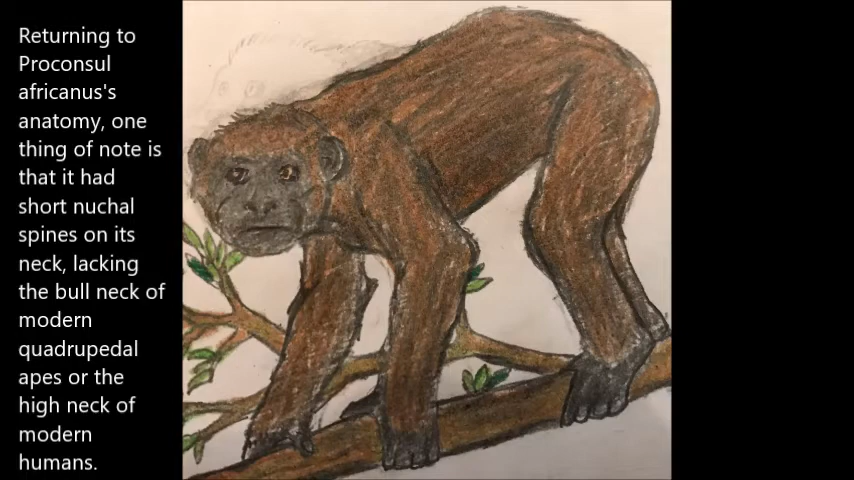 Returning to
Proconsul
africanus's
anatomy, one
thing of note is
that it had
short nuchal
spines on its
neck, lacking
the bull neck of
modern
quadrupedal
apes or the
high neck of
modern
humans.